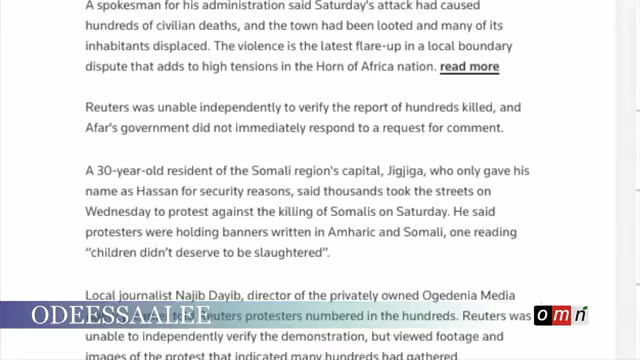 A spokesman for his administration said Saturday's attack had caused
hundreds of civilian deaths, and the town had been looted and many of its
inhabitants displaced. The violence is the latest flare-up in a local boundary
dispute that adds to high tensions in the Horn of Africa nation. read more
Reuters was unable independently to verify the report of hundreds killed, and
Afar's government did not immediately respond to a request for comment.
A 30-year-old resident of the Somali region's capital, Jigjiga, who only gave his
name as Hassan for security reasons, said thousands took the streets on
Wednesday to protest against the killing of Somalis on Saturday. He said
protesters were holding banners written in Amharic and Somali, one reading
“children didn’t deserve to be slaughtered”.
Local journalist Najib Dayib, director of the privately owned Ogedenia Media
told Reuters protesters numbered in the hundreds. Reuters was
unable to independently verify the demonstration, but viewed footage and
images of the protest that indicated many hundreds had gathered.
ODEESSAALEE
omn